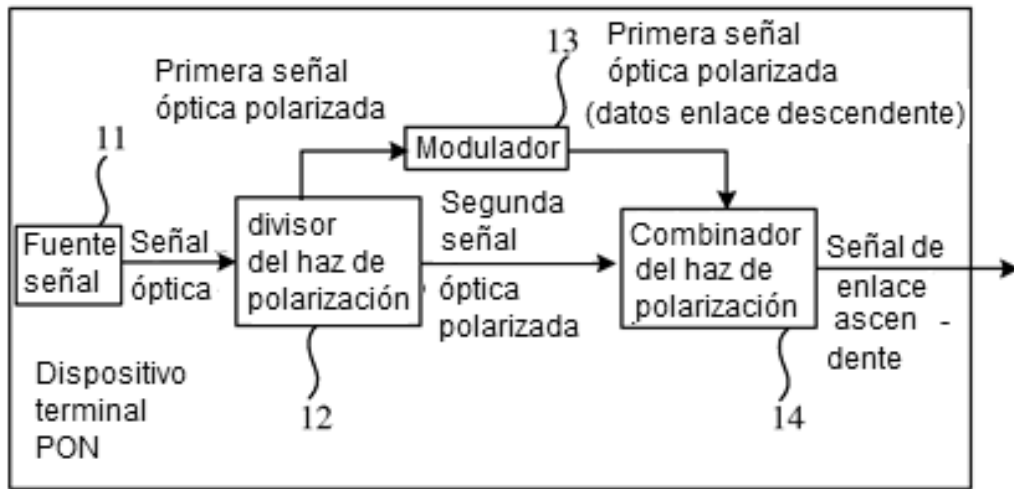 13
Primera señal
óptica polarizada
(datos enlace descendente)
Primera señal
óptica polarizada
11
Modulador
Fuente
señal
Señal
óptica
divisor
del haz de
polarización
Segunda
señal
óptica
polarizada
Combinador
del haz de
polarización
Señal de
enlace
ascen -
dente
12
14
Dispositivo
terminal
PON